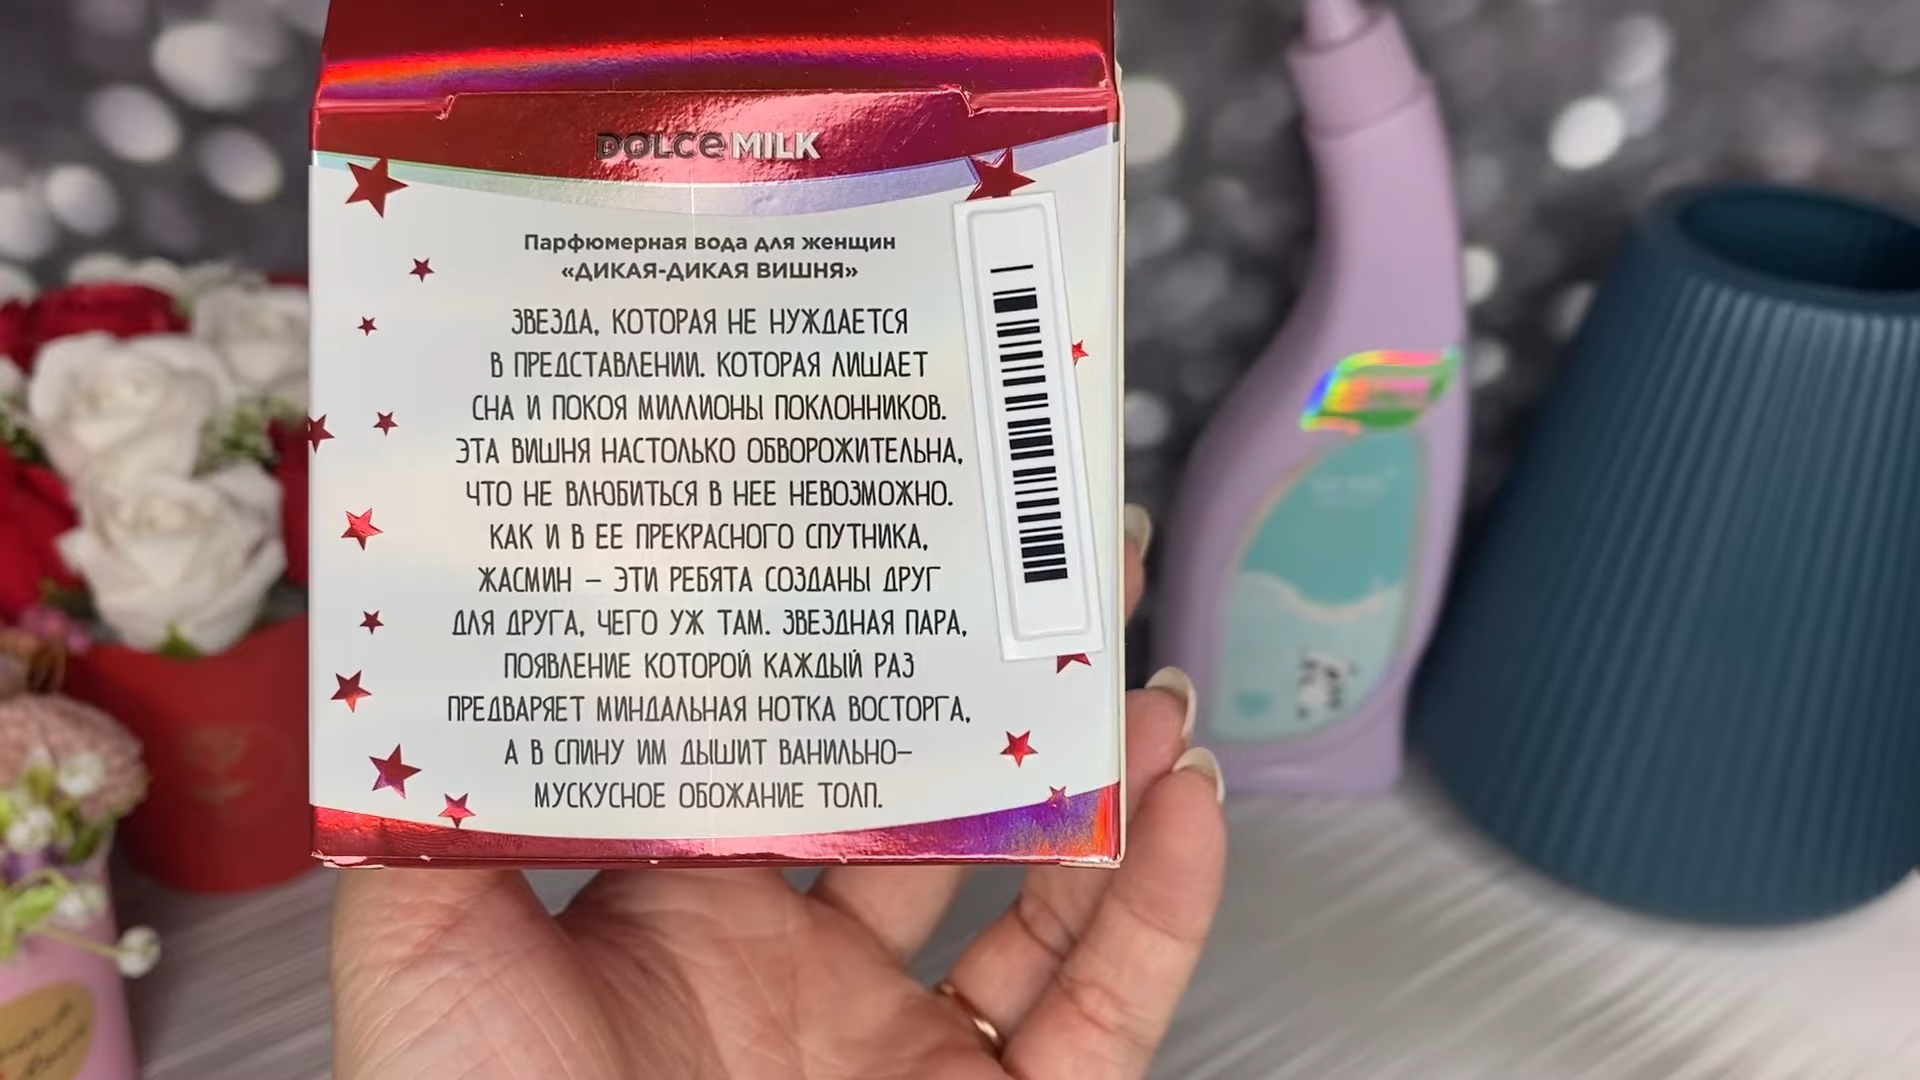 DOLCE MILK
Парфюмерная вода для женщин
«ДИКАЯ-ДИКАЯ ВИШНЯ»
ЗВЕЗДА, КОТОРАЯ НЕ НУЖДАЕТСЯ
В ПРЕДСТАВЛЕНИИ. КОТОРАЯ ЛИШАЕТ
СНА И ПОКОЯ МИЛЛИОНЫ ПОКЛОННИКОВ.
ЭТА ВИШНЯ НАСТОЛЬКО ОБВОРОЖИТЕЛЬНА,
ЧТО НЕ ВЛЮБИТЬСЯ В НЕЕ НЕВОЗМОЖНО.
КАК И В ЕЕ ПРЕКРАСНОГО СПУТНИКА,
ЖАСМИН – ЭТИ РЕБЯТА СОЗДАНЫ ДРУГ
ДЛЯ ДРУГА, ЧЕГО УЖ ТАМ. ЗВЕЗДНАЯ ПАРА,
ПОЯВЛЕНИЕ КОТОРОЙ КАЖДЫЙ РАЗ
ПРЕДВАРЯЕТ МИНДАЛЬНАЯ НОТКА ВОСТОРГА,
А В СПИНУ ИМ ДЫШИТ ВАНИЛЬНО-
МУСКУСНОЕ ОБОЖАНИЕ ТОЛП.